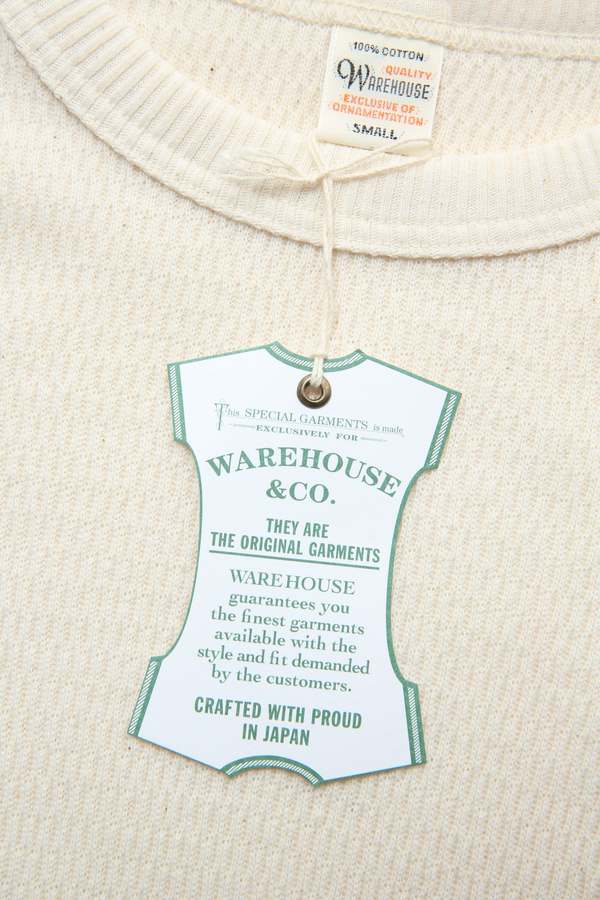 100% COTTON
QUALITY
WAREHOUSE
EXCLUSIVE OF
ORNAMENTATION
SMALL
This SPECIAL GARMENTS is made
EXCLUSIVELY FOR
WAREHOUSE
&CO.
THEY ARE
THE ORIGINAL GARMENTS
WAREHOUSE
guarantees you
the finest garments
available with the
style and fit demanded
by the customers.
CRAFTED WITH PROUD
IN JAPAN